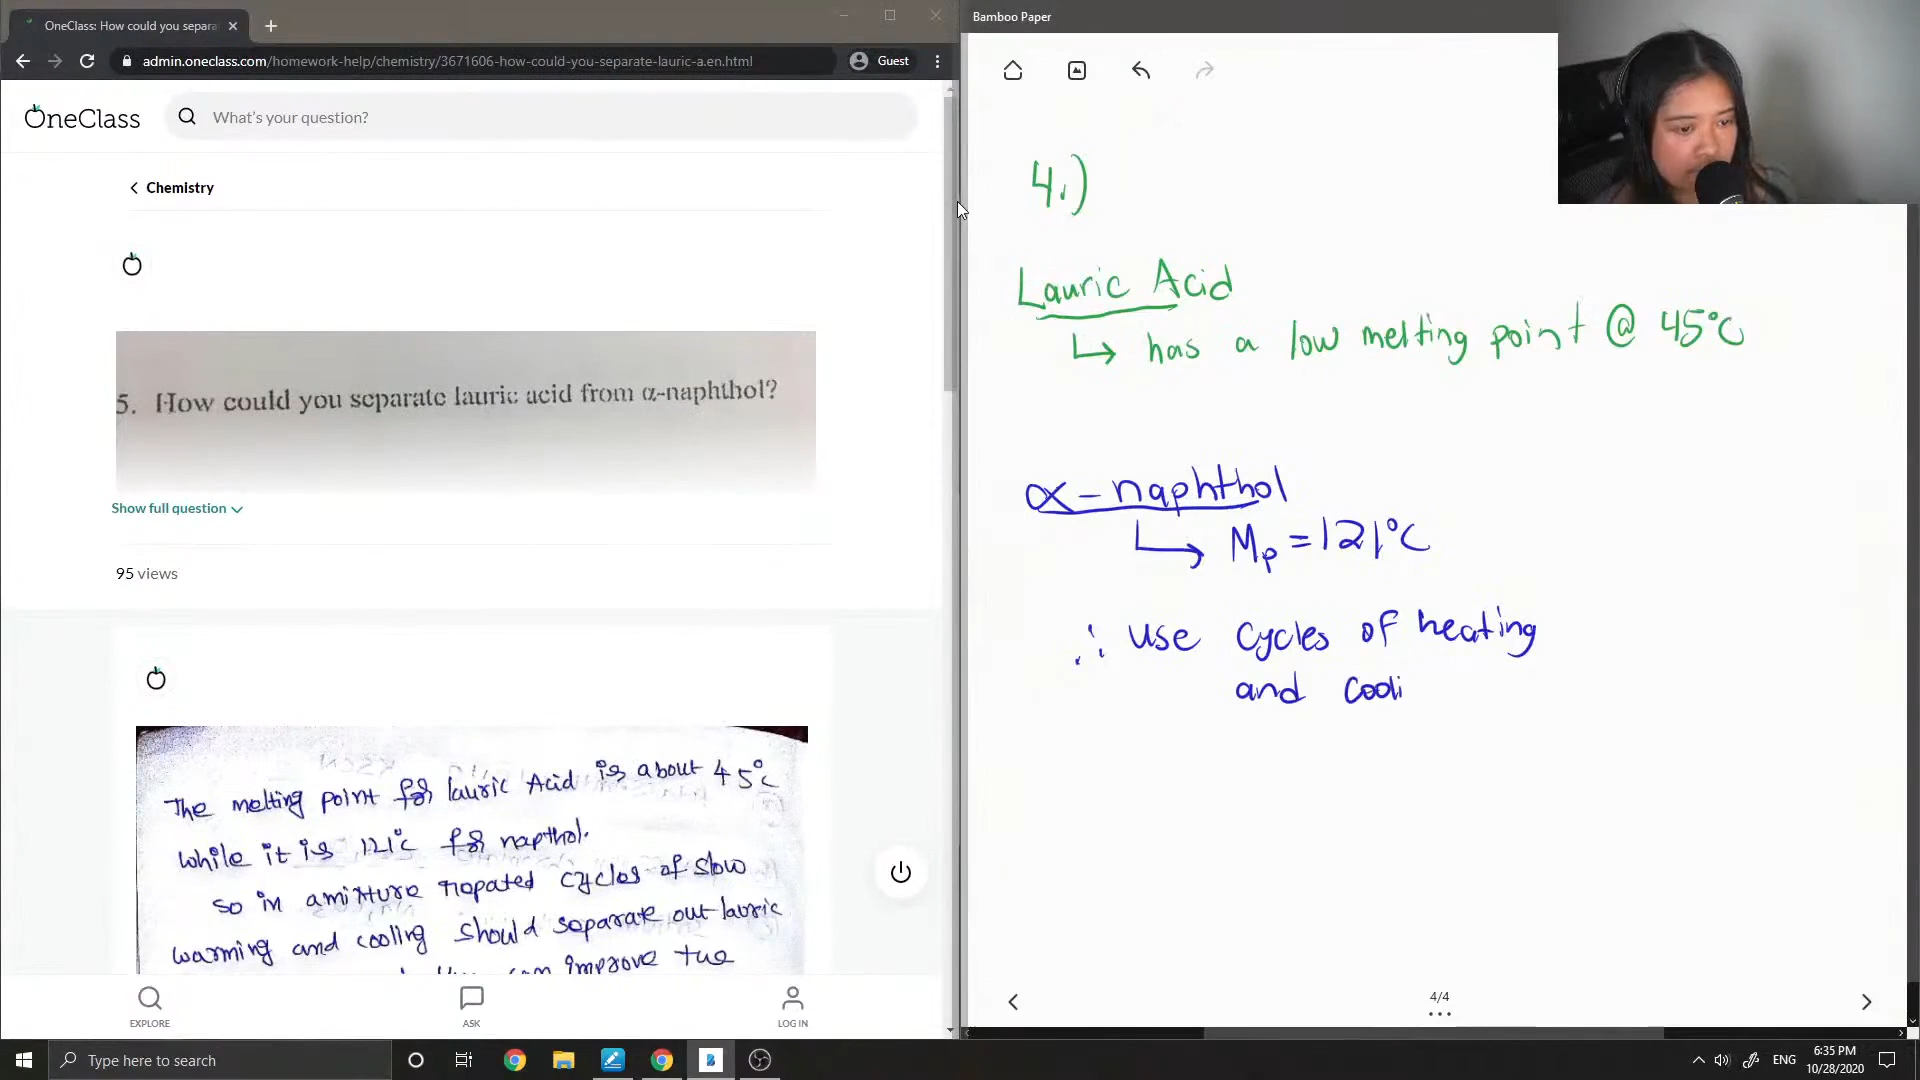 OneClass: How could you separa
admin.oneclass.com/homework-help/chemistry/3671606-how-could-you-separate-lauric-a.en.html
Guest
OneClass
What's your question?
Chemistry
5. How could you separate lauric acid from α-naphthol?
Show full question
95 views
The melting point for lauric Acid is about 45°c
while it is 121°c for napthol.
so in a mixture repated cycles of slow
warming and cooling should separate out lauric
can improve the
EXPLORE
ASK
LOG IN
Bamboo Paper
4.)
Lauric Acid
↳ has a low melting point @ 45°C
α-naphthol
↳ Mp = 121°C
∴ use cycles of heating
and cooli
4/4
Type here to search
ENG
6:35 PM
10/28/2020